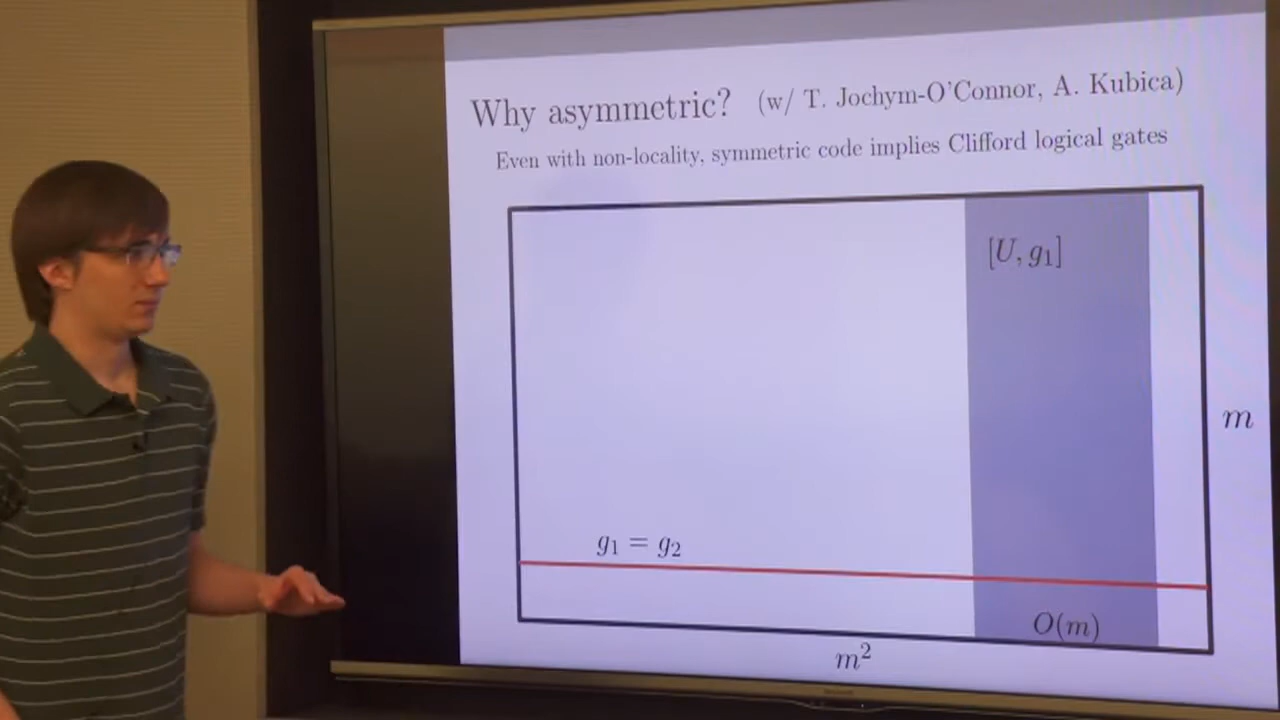 Why asymmetric? (w/ T. Jochym-O'Connor, A. Kubica)
Even with non-locality, symmetric code implies Clifford logical gates
[U, g₁]
m
g₁ = g₂
O(m)
m²